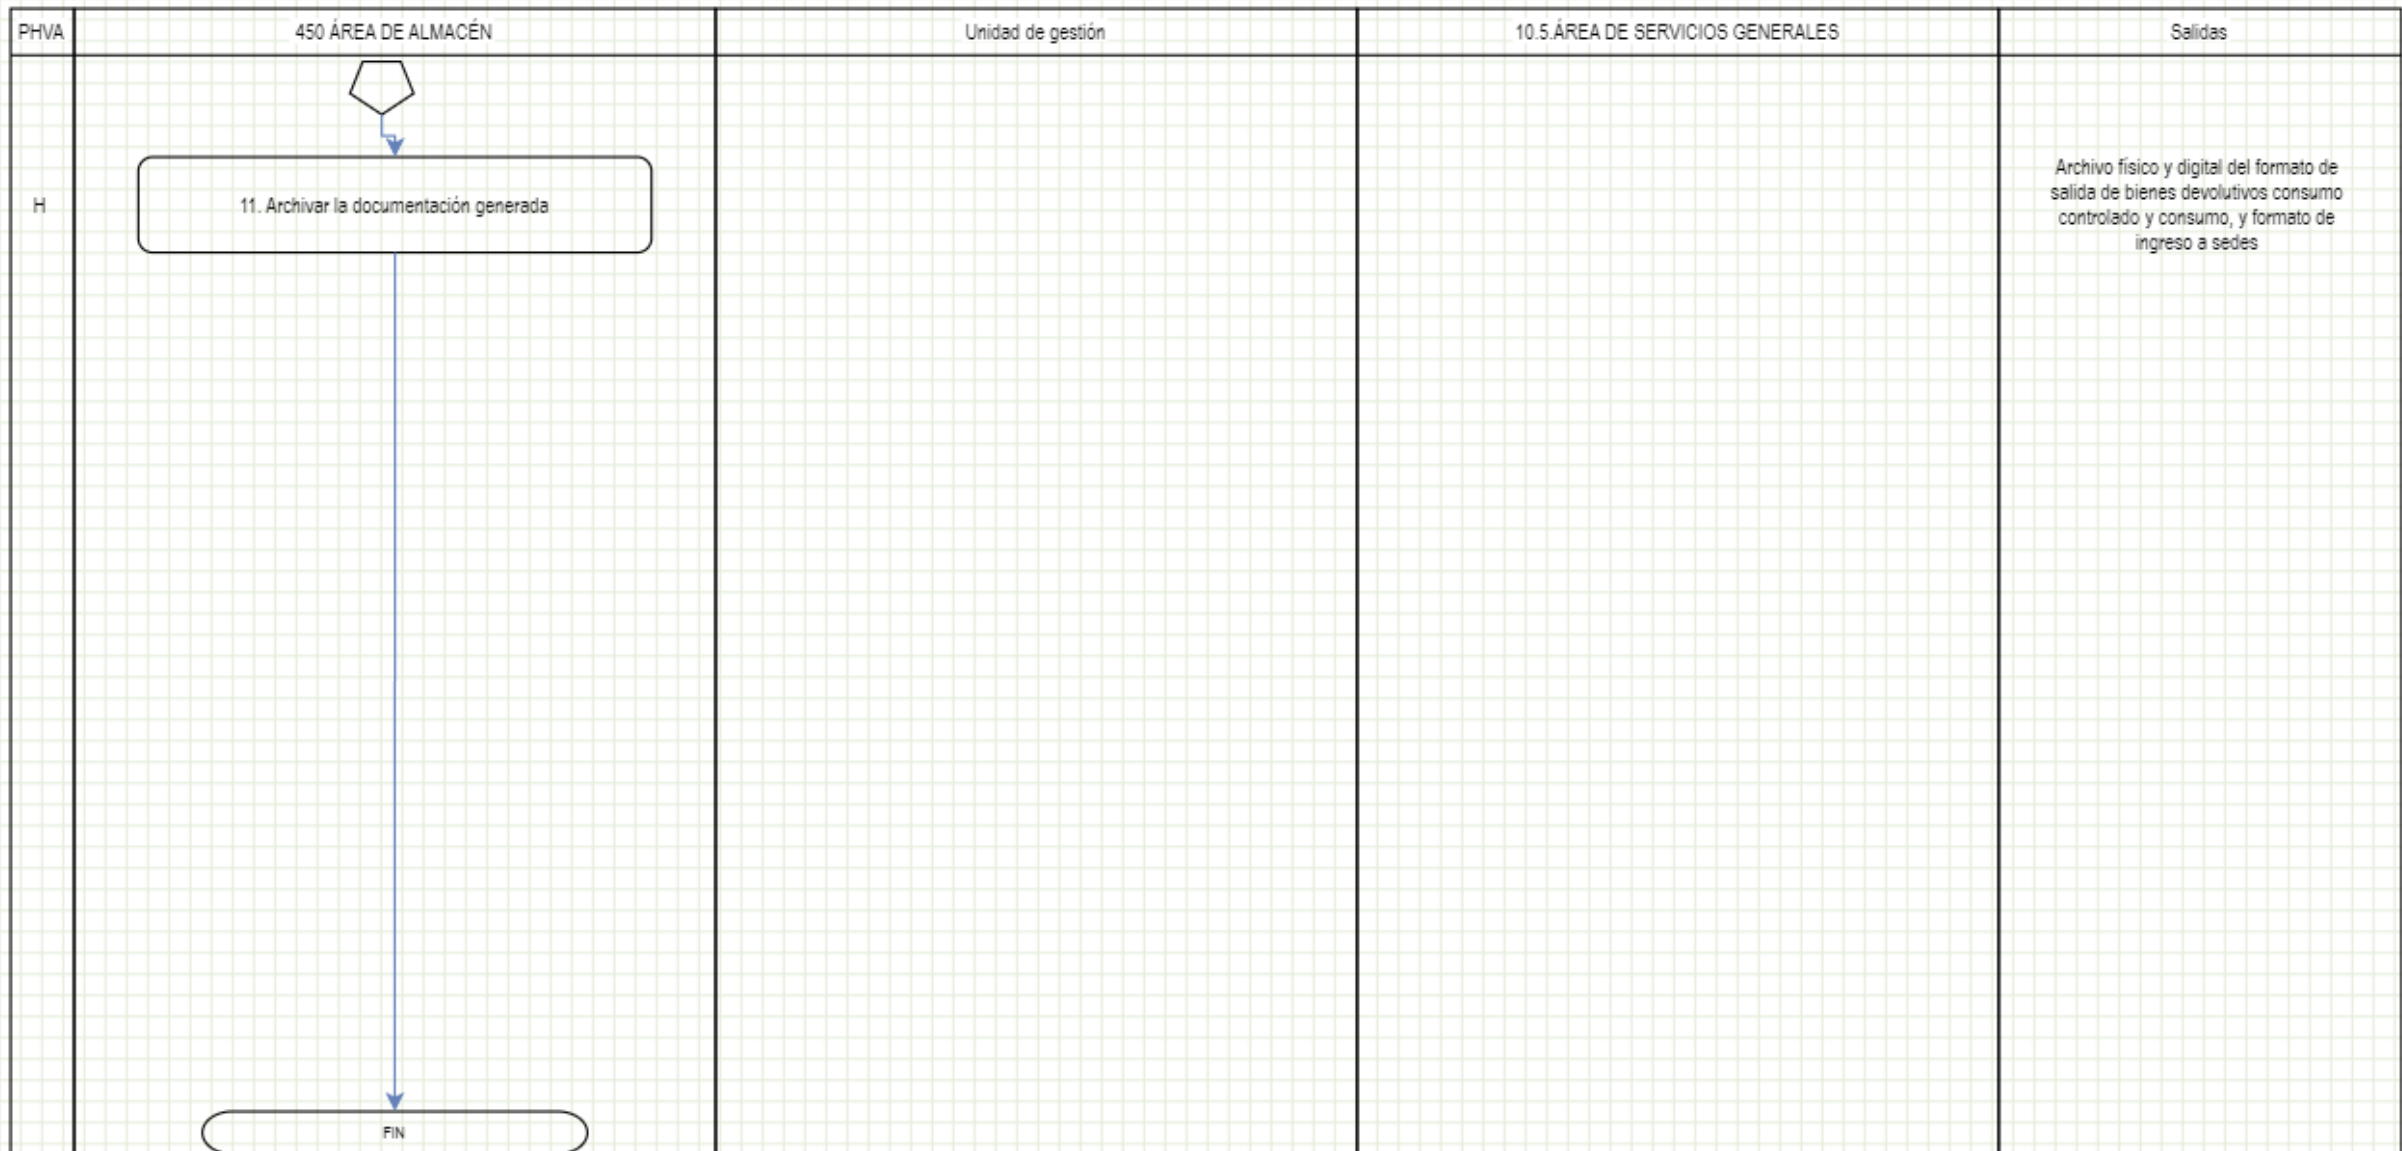 PHVA
450 ÁREA DE ALMACÉN
Unidad de gestión
10.5.ÁREA DE SERVICIOS GENERALES
Salidas
H
11. Archivar la documentación generada
Archivo físico y digital del formato de
salida de bienes devolutivos consumo
controlado y consumo, y formato de
ingreso a sedes
FIN